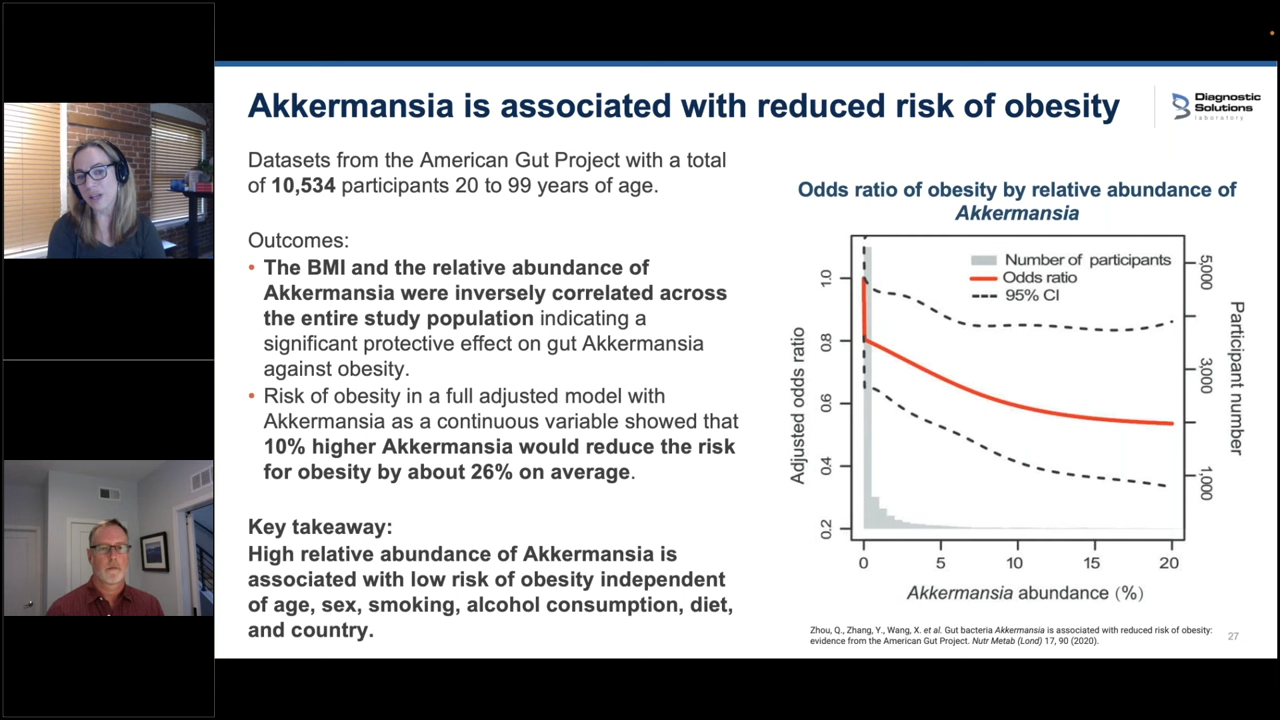 Akkermansia is associated with reduced risk of obesity
Diagnostic
Solutions
laboratory
Datasets from the American Gut Project with a total
of 10,534 participants 20 to 99 years of age.
Outcomes:
• The BMI and the relative abundance of
Akkermansia were inversely correlated across
the entire study population indicating a
significant protective effect on gut Akkermansia
against obesity.
• Risk of obesity in a full adjusted model with
Akkermansia as a continuous variable showed that
10% higher Akkermansia would reduce the risk
for obesity by about 26% on average.
Key takeaway:
High relative abundance of Akkermansia is
associated with low risk of obesity independent
of age, sex, smoking, alcohol consumption, diet,
and country.
Odds ratio of obesity by relative abundance of
Akkermansia
Number of participants
Odds ratio
95% CI
Adjusted odds ratio
1.0
0.8
0.6
0.4
0.2
Participant number
5,000
3,000
1,000
0
5
10
15
20
Akkermansia abundance (%)
Zhou, Q., Zhang, Y., Wang, X. et al. Gut bacteria Akkermansia is associated with reduced risk of obesity:
evidence from the American Gut Project. Nutr Metab (Lond) 17, 90 (2020).
27